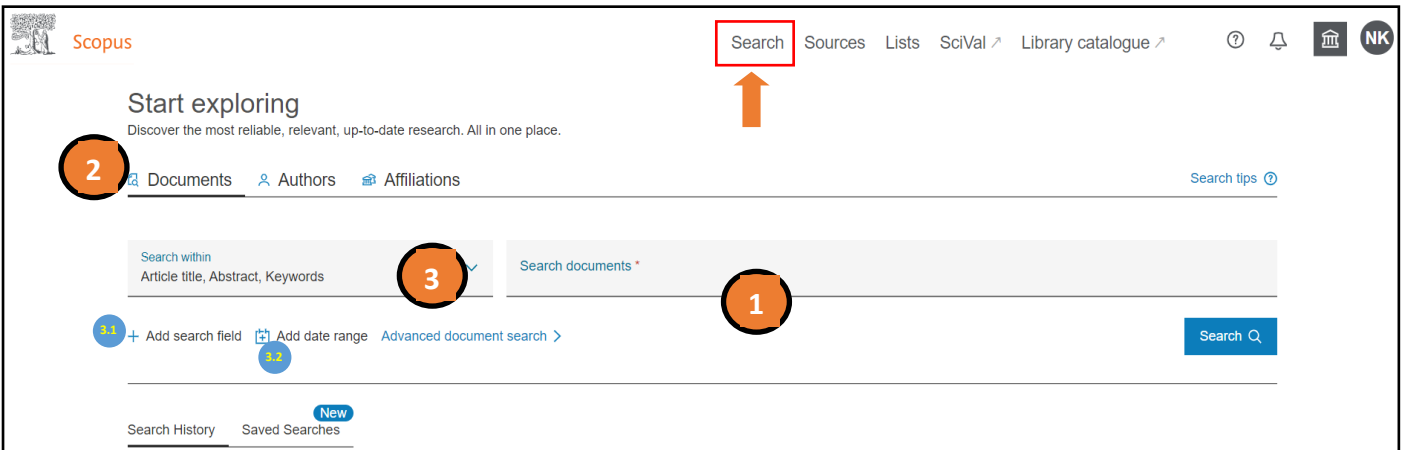 Scopus
Search Sources Lists SciVal Library catalogue NK
Start exploring
Discover the most reliable, relevant, up-to-date research. All in one place.
2
Documents Authors Affiliations Search tips
Search within
Article title, Abstract, Keywords
3
Search documents *
1
3.1
+ Add search field Add date range Advanced document search > Search
3.2
New
Search History Saved Searches